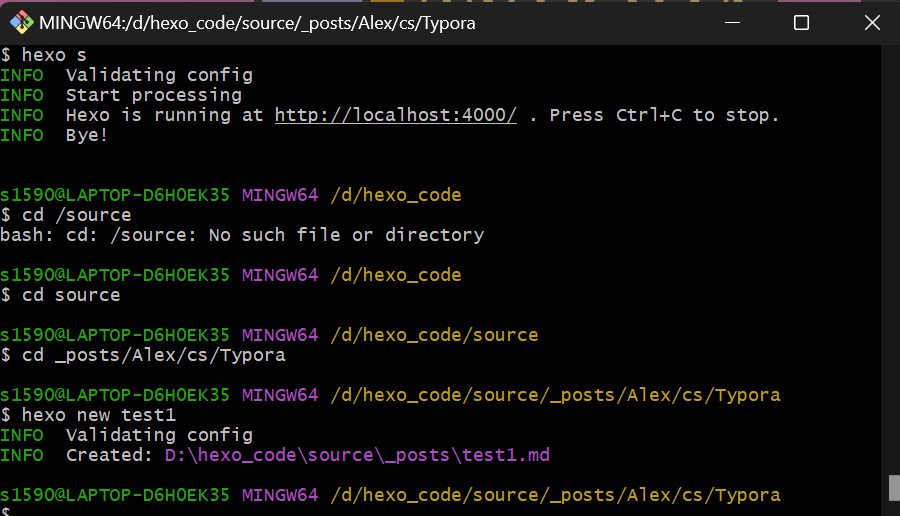 MINGW64:/d/hexo_code/source/_posts/Alex/cs/Typora
$ hexo s
INFO  Validating config
INFO  Start processing
INFO  Hexo is running at http://localhost:4000/ . Press Ctrl+C to stop.
INFO  Bye!
s1590@LAPTOP-D6H0EK35 MINGW64 /d/hexo_code
$ cd /source
bash: cd: /source: No such file or directory
s1590@LAPTOP-D6H0EK35 MINGW64 /d/hexo_code
$ cd source
s1590@LAPTOP-D6H0EK35 MINGW64 /d/hexo_code/source
$ cd _posts/Alex/cs/Typora
s1590@LAPTOP-D6H0EK35 MINGW64 /d/hexo_code/source/_posts/Alex/cs/Typora
$ hexo new test1
INFO  Validating config
INFO  Created: D:\hexo_code\source\_posts\test1.md
s1590@LAPTOP-D6H0EK35 MINGW64 /d/hexo_code/source/_posts/Alex/cs/Typora
$